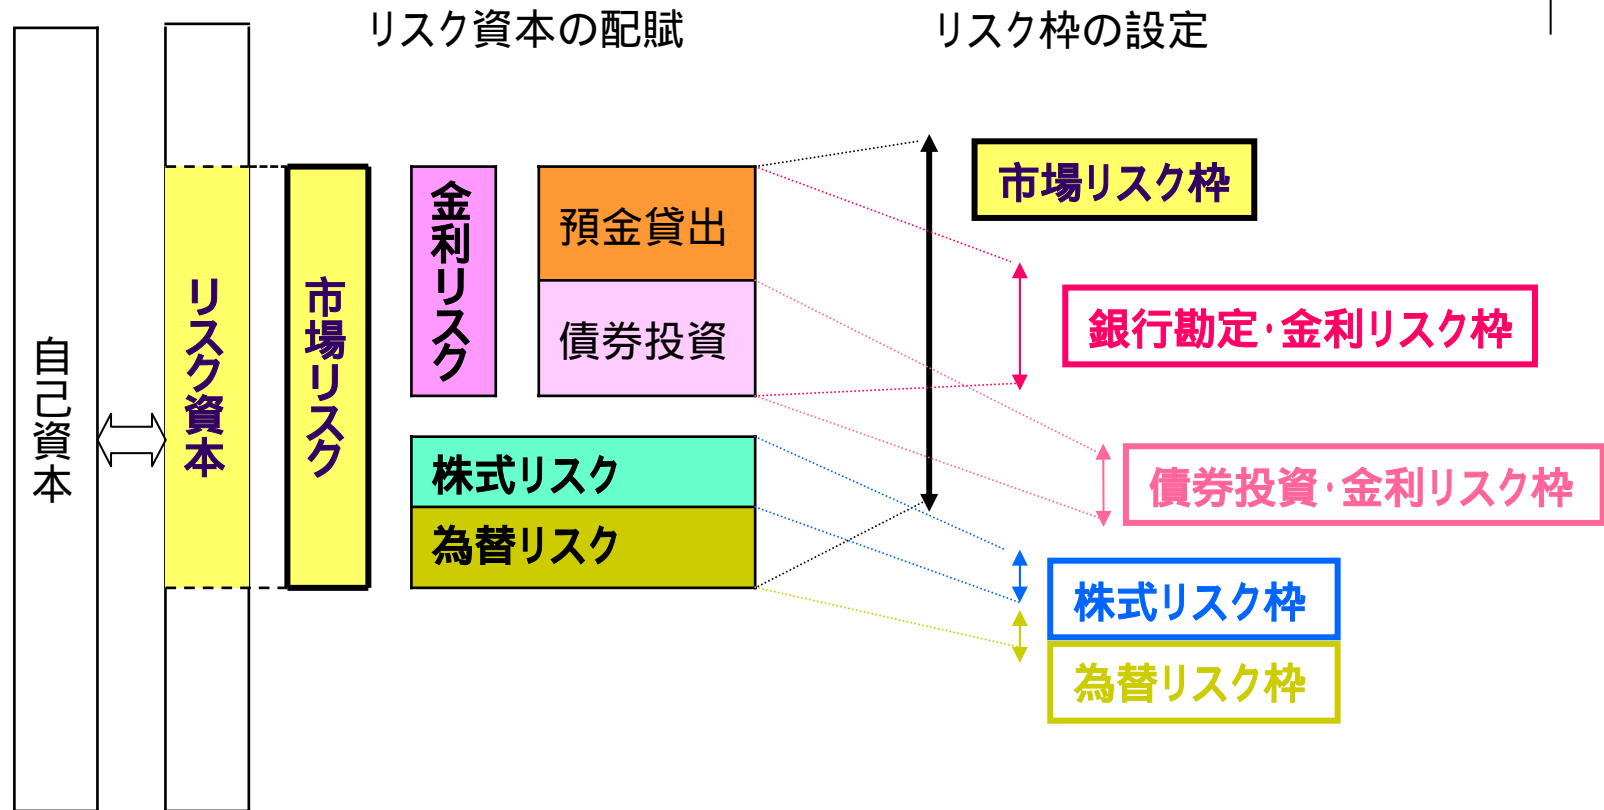 リスク資本の配賦
リスク枠の設定
自己資本
リスク資本
市場リスク
金利リスク
預金貸出
債券投資
株式リスク
為替リスク
市場リスク枠
銀行勘定・金利リスク枠
債券投資・金利リスク枠
株式リスク枠
為替リスク枠